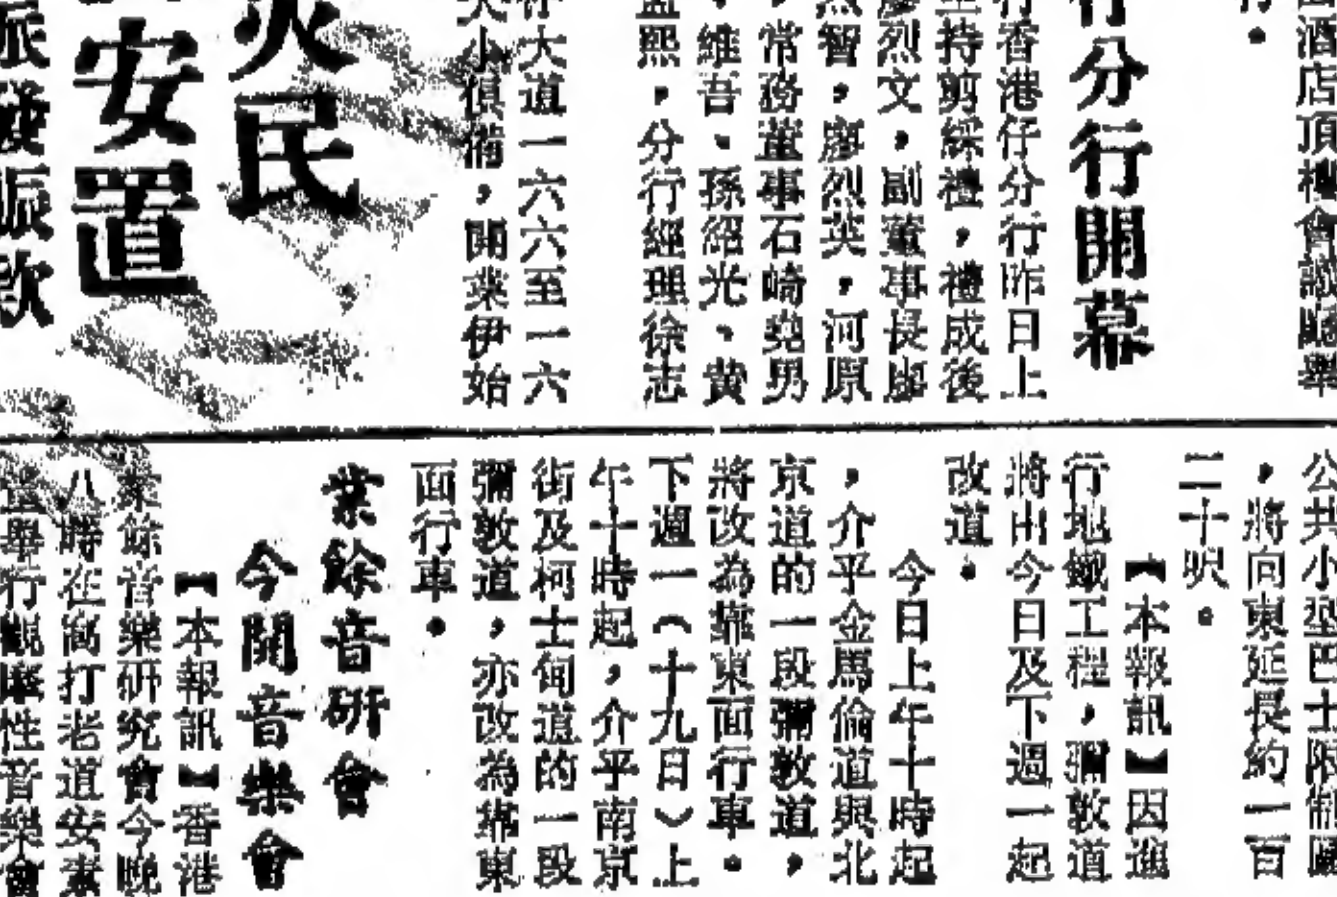 酒店頂樓會議廳舉
行。
行分行開幕
行香港仔分行昨日上
主持剪綵禮，禮成後
廖烈文，副董事長廖
烈智，廖烈英，河原
，常務董事石崎堯男
、維吾、孫紹光、黄
孟熙，分行經理徐志
大道一六六至一六
大小俱備，開業伊始
災民
安置
派發賑款
公共小型巴士限制區
，將向東延長約一百
二十呎。
【本報訊】因進
行地鐵工程，彌敦道
將由今日及下週一起
改道。
今日上午十時起
，介乎金馬倫道與北
京道的一段彌敦道，
將改為靠東面行車。
下週一（十九日）上
午十時起，介乎南京
街及柯士甸道的一段
彌敦道，亦改為靠東
面行車。
業餘音研會
今開音樂會
【本報訊】香港
業餘音樂研究會今晚
八時在窩打老道安素
堂舉行觀摩性音樂會